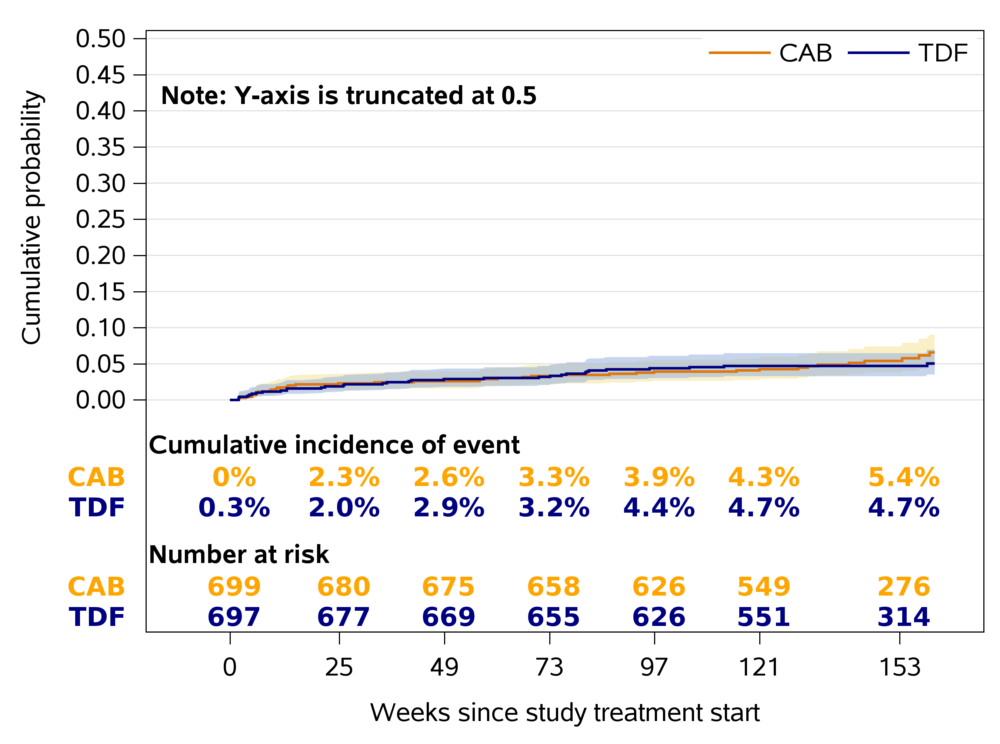 0.50
CAB TDF
0.45
Note: Y-axis is truncated at 0.5
0.40
0.35
0.30
0.25
0.20
0.15
0.10
0.05
0.00
Cumulative probability
Cumulative incidence of event
CAB 0% 2.3% 2.6% 3.3% 3.9% 4.3% 5.4%
TDF 0.3% 2.0% 2.9% 3.2% 4.4% 4.7% 4.7%
Number at risk
CAB 699 680 675 658 626 549 276
TDF 697 677 669 655 626 551 314
0 25 49 73 97 121 153
Weeks since study treatment start